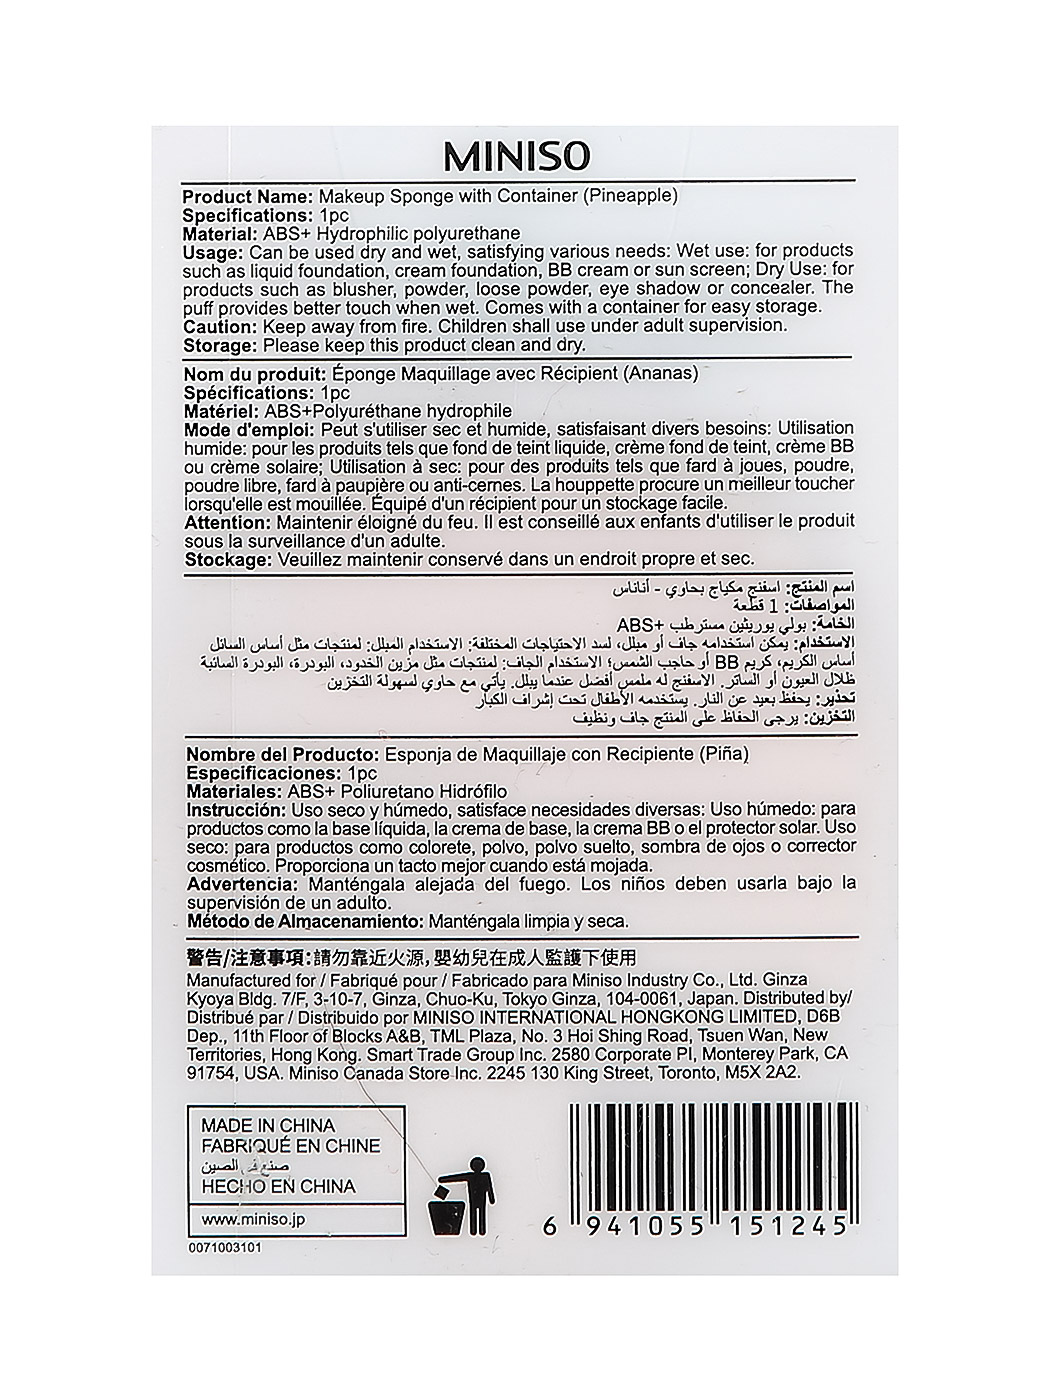 MINISO
Product Name: Makeup Sponge with Container (Pineapple)
Specifications: 1pc
Material: ABS+ Hydrophilic polyurethane
Usage: Can be used dry and wet, satisfying various needs: Wet use: for products
such as liquid foundation, cream foundation, BB cream or sun screen; Dry Use: for
products such as blusher, powder, loose powder, eye shadow or concealer. The
puff provides better touch when wet. Comes with a container for easy storage.
Caution: Keep away from fire. Children shall use under adult supervision.
Storage: Please keep this product clean and dry.
Nom du produit: Éponge Maquillage avec Récipient (Ananas)
Spécifications: 1pc
Matériel: ABS+Polyuréthane hydrophile
Mode d'emploi: Peut s'utiliser sec et humide, satisfaisant divers besoins: Utilisation
humide: pour les produits tels que fond de teint liquide, crème fond de teint, crème BB
ou crème solaire; Utilisation à sec: pour des produits tels que fard à joues, poudre,
poudre libre, fard à paupière ou anti-cernes. La houppette procure un meilleur toucher
lorsqu'elle est mouillée. Équipé d'un récipient pour un stockage facile.
Attention: Maintenir éloigné du feu. Il est conseillé aux enfants d'utiliser le produit
sous la surveillance d'un adulte.
Stockage: Veuillez maintenir conservé dans un endroit propre et sec.
اسم المنتج: اسفنج مكياج بحاوي - أناناس
المواصفات: 1 قطعة
الخامة: بولي يوريثين مسترطب +ABS
الاستخدام: يمكن استخدامه جاف أو مبلل، لسد الاحتياجات المختلفة: الاستخدام المبلل: لمنتجات مثل أساس السائل
أساس الكريم، كريم BB أو حاجب الشمس؛ الاستخدام الجاف: لمنتجات مثل مزين الخدود، البودرة، البودرة السائبة
ظلال العيون أو الساتر. الاسفنج له ملمس أفضل عندما يبلل. يأتي مع حاوي لسهولة التخزين
تحذير: يحفظ بعيد عن النار. يستخدمه الأطفال تحت إشراف الكبار
التخزين: يرجى الحفاظ على المنتج جاف ونظيف
Nombre del Producto: Esponja de Maquillaje con Recipiente (Piña)
Especificaciones: 1pc
Materiales: ABS+ Poliuretano Hidrófilo
Instrucción: Uso seco y húmedo, satisface necesidades diversas: Uso húmedo: para
productos como la base líquida, la crema de base, la crema BB o el protector solar. Uso
seco: para productos como colorete, polvo, polvo suelto, sombra de ojos o corrector
cosmético. Proporciona un tacto mejor cuando está mojada.
Advertencia: Manténgala alejada del fuego. Los niños deben usarla bajo la
supervisión de un adulto.
Método de Almacenamiento: Manténgala limpia y seca.
警告/注意事項:請勿靠近火源,嬰幼兒在成人監護下使用
Manufactured for / Fabriqué pour / Fabricado para Miniso Industry Co., Ltd. Ginza
Kyoya Bldg. 7/F, 3-10-7, Ginza, Chuo-Ku, Tokyo Ginza, 104-0061, Japan. Distributed by/
Distribué par / Distribuido por MINISO INTERNATIONAL HONGKONG LIMITED, D6B
Dep., 11th Floor of Blocks A&B, TML Plaza, No. 3 Hoi Shing Road, Tsuen Wan, New
Territories, Hong Kong. Smart Trade Group Inc. 2580 Corporate Pl, Monterey Park, CA
91754, USA. Miniso Canada Store Inc. 2245 130 King Street, Toronto, M5X 2A2.
MADE IN CHINA
FABRIQUÉ EN CHINE
صنع في الصين
HECHO EN CHINA
www.miniso.jp
0071003101
6 941055 151245